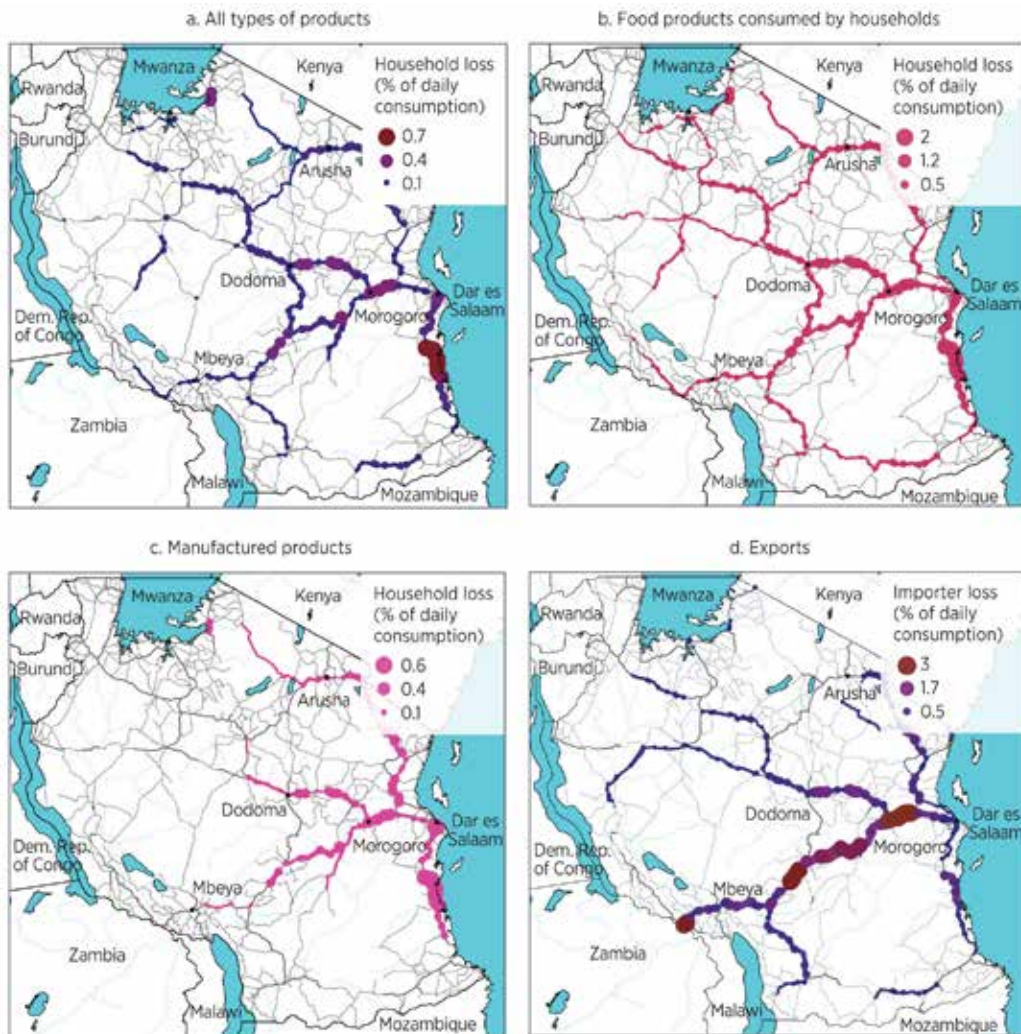 a. All types of products
Mwanza
Kenya
Rwanda
Burundi
Arusha
Dodoma
Dar es
Salaam
Morogoro
Dem. Rep.
of Congo
Mbeya
Zambia
Malawi
Mozambique
Household loss
(% of daily
consumption)
0.7
0.4
0.1
b. Food products consumed by households
Mwanza
Kenya
Rwanda
Burundi
Arusha
Dodoma
Dar es
Salaam
Morogoro
Dem. Rep.
of Congo
Mbeya
Zambia
Malawi
Mozambique
Household loss
(% of daily
consumption)
2
1.2
0.5
c. Manufactured products
Mwanza
Kenya
Rwanda
Burundi
Arusha
Dodoma
Dar es
Salaam
Morogoro
Dem. Rep.
of Congo
Mbeya
Zambia
Malawi
Mozambique
Household loss
(% of daily
consumption)
0.6
0.4
0.1
d. Exports
Mwanza
Kenya
Rwanda
Burundi
Arusha
Dodoma
Dar es
Salaam
Morogoro
Dem. Rep.
of Congo
Mbeya
Zambia
Malawi
Mozambique
Importer loss
(% of daily
consumption)
3
1.7
0.5